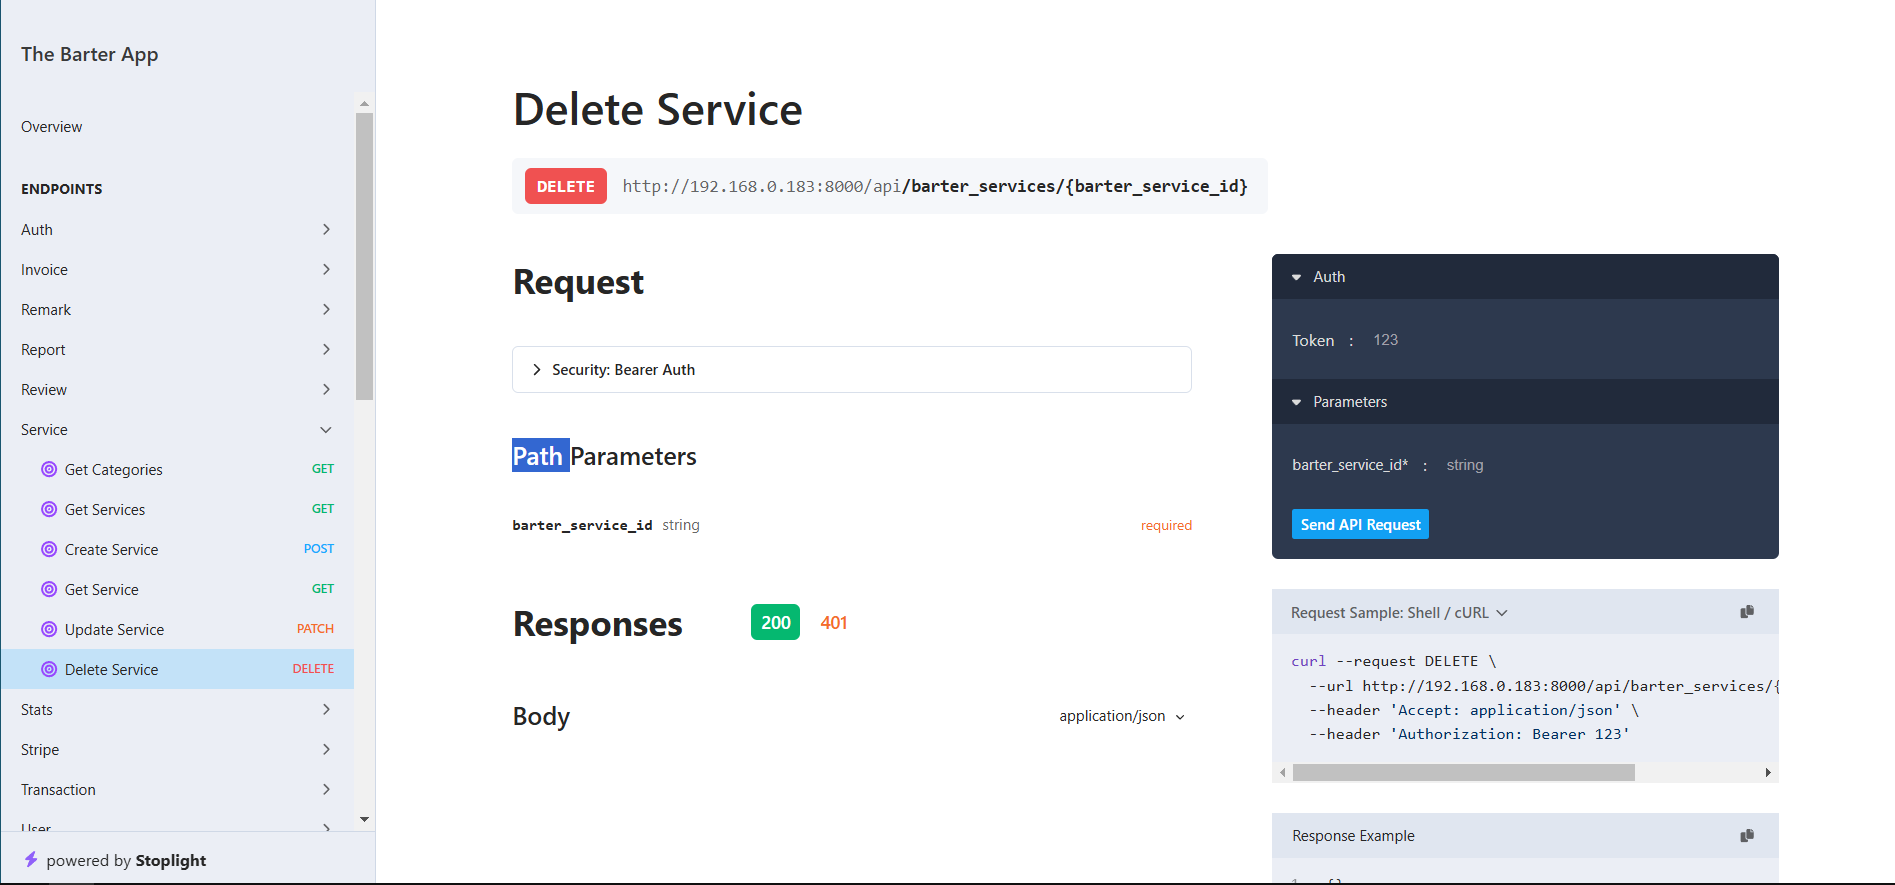 The Barter App
Overview
ENDPOINTS
Auth
Invoice
Remark
Report
Review
Service
Get Categories GET
Get Services GET
Create Service POST
Get Service GET
Update Service PATCH
Delete Service DELETE
Stats
Stripe
Transaction
User
powered by Stoplight
Delete Service
DELETE http://192.168.0.183:8000/api/barter_services/{barter_service_id}
Request
Security: Bearer Auth
Path Parameters
barter_service_id string required
Responses 200 401
Body application/json
Auth
Token : 123
Parameters
barter_service_id* : string
Send API Request
Request Sample: Shell / cURL
curl --request DELETE \
--url http://192.168.0.183:8000/api/barter_services/{
--header 'Accept: application/json' \
--header 'Authorization: Bearer 123'
Response Example
1 {}